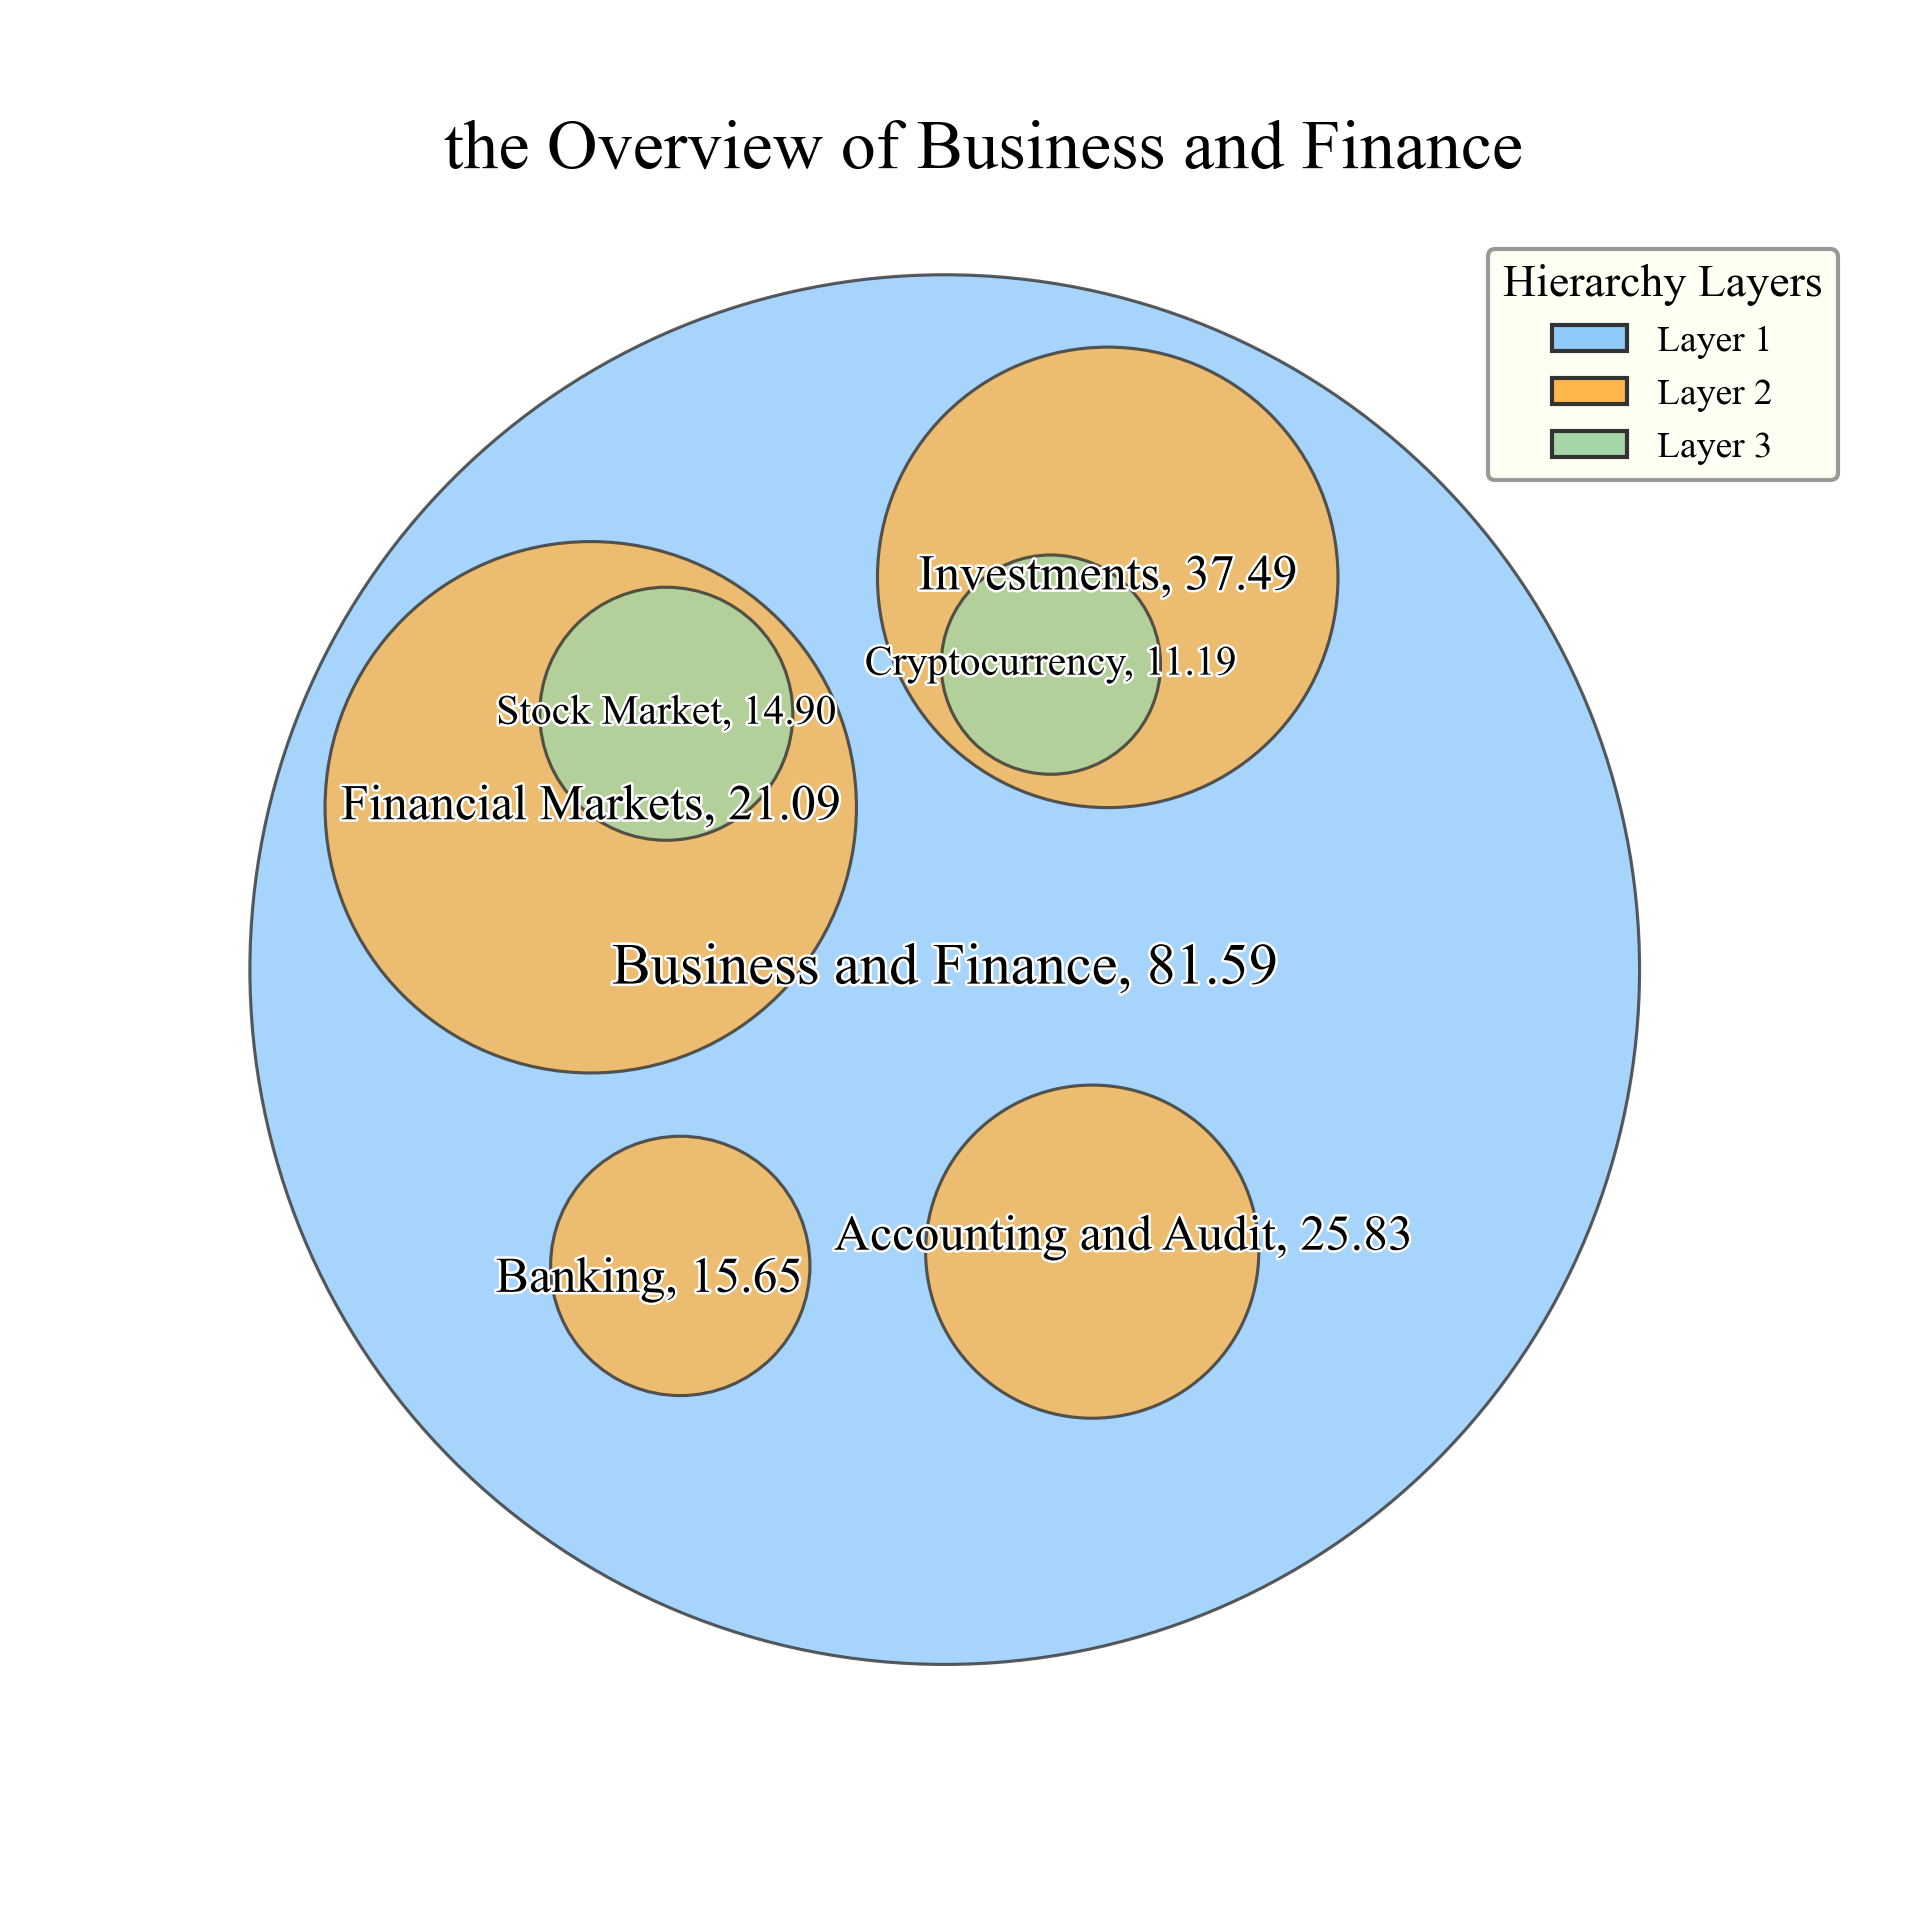 the Overview of Business and Finance
Hierarchy Layers
Layer 1
Layer 2
Layer 3
Investments, 37.49
Cryptocurrency, 11.19
Stock Market, 14.90
Financial Markets, 21.09
Business and Finance, 81.59
Accounting and Audit, 25.83
Banking, 15.65